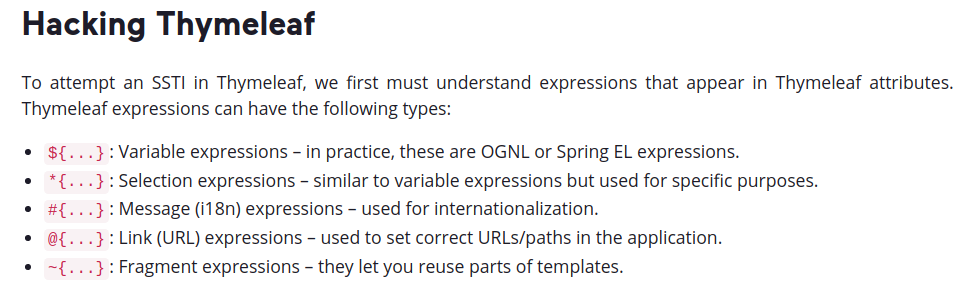 Hacking Thymeleaf
To attempt an SSTI in Thymeleaf, we first must understand expressions that appear in Thymeleaf attributes.
Thymeleaf expressions can have the following types:
• ${...} : Variable expressions – in practice, these are OGNL or Spring EL expressions.
• *{...} : Selection expressions – similar to variable expressions but used for specific purposes.
• #{...} : Message (i18n) expressions – used for internationalization.
• @{...} : Link (URL) expressions – used to set correct URLs/paths in the application.
• ~{...} : Fragment expressions – they let you reuse parts of templates.